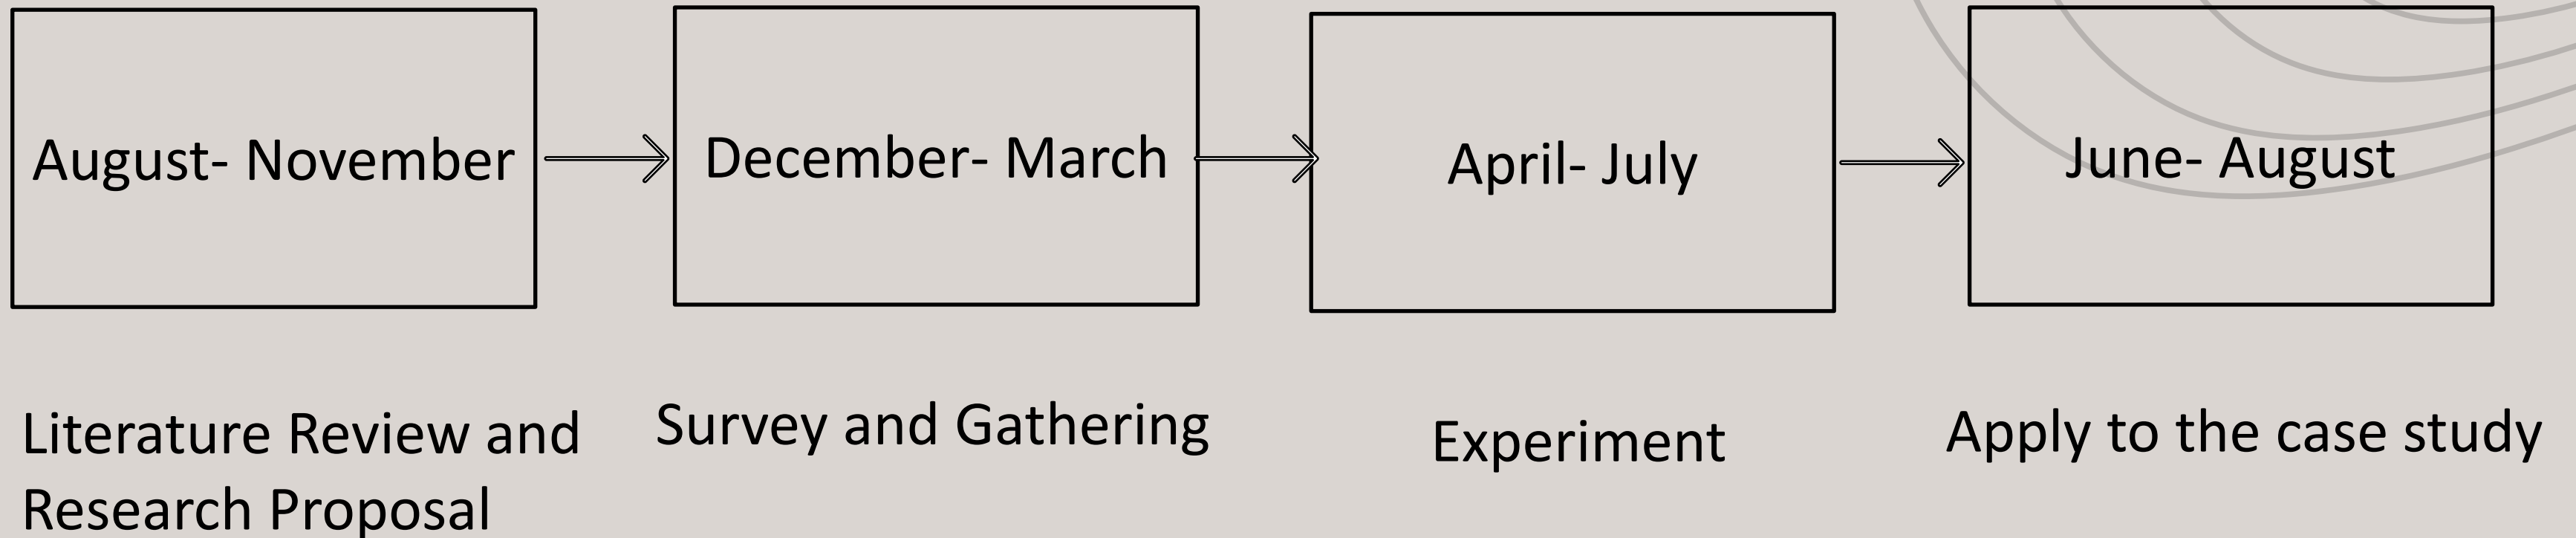 August- November
December- March
April- July
June- August
Literature Review and
Research Proposal
Survey and Gathering
Experiment
Apply to the case study